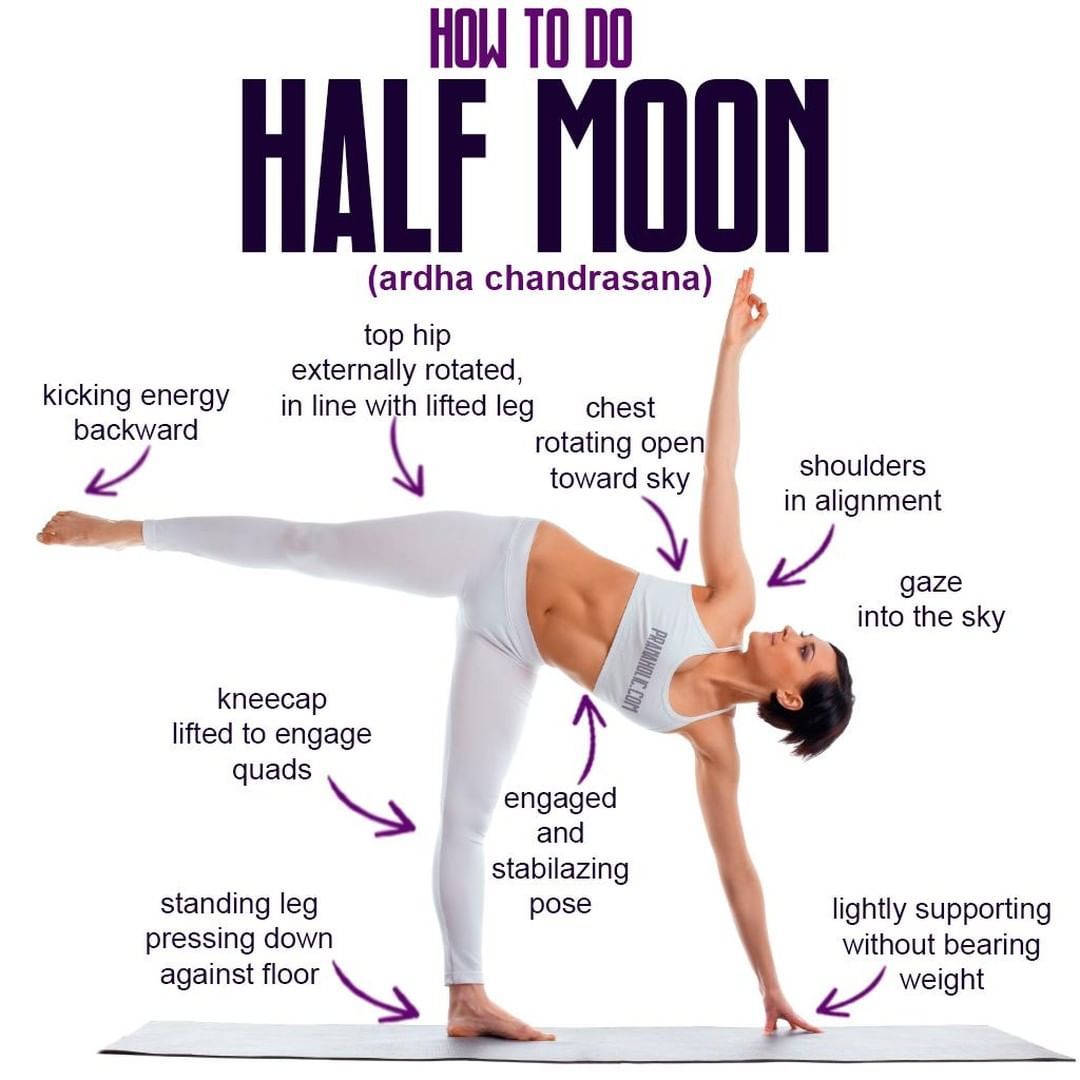 HOW TO DO
HALF MOON
(ardha chandrasana)
top hip
externally rotated,
in line with lifted leg
kicking energy
backward
chest
rotating open
toward sky
shoulders
in alignment
gaze
into the sky
PRANAHOLIC.COM
kneecap
lifted to engage
quads
engaged
and
stabilazing
pose
standing leg
pressing down
against floor
lightly supporting
without bearing
weight